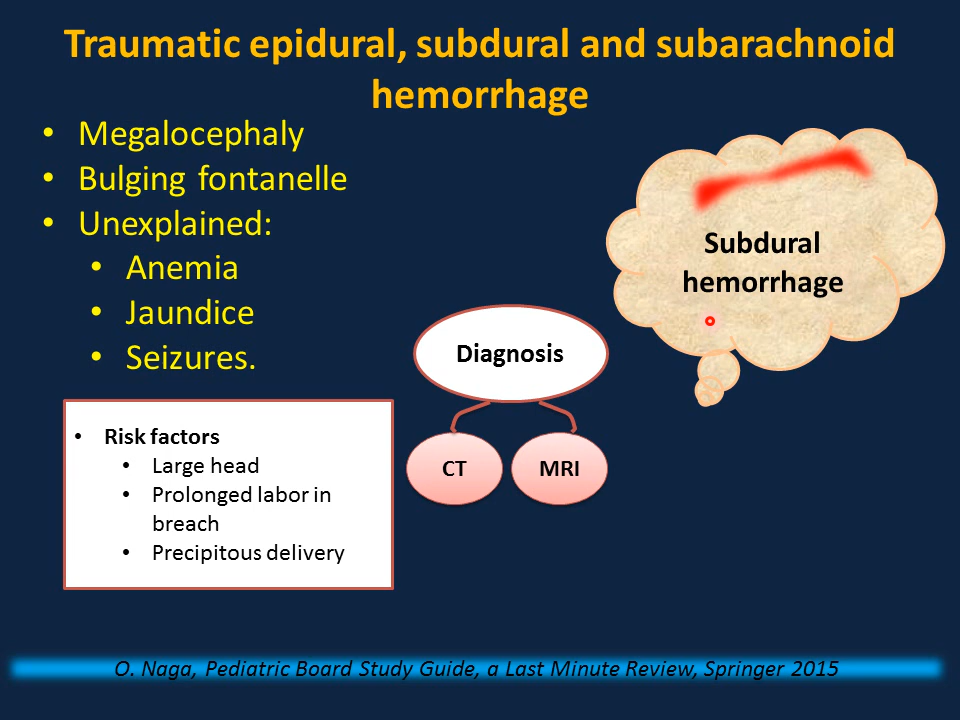 Traumatic epidural, subdural and subarachnoid
hemorrhage
• Megalocephaly
• Bulging fontanelle
• Unexplained:
• Anemia
• Jaundice
• Seizures.
Subdural
hemorrhage
Diagnosis
CT
MRI
• Risk factors
• Large head
• Prolonged labor in
breach
• Precipitous delivery
O. Naga, Pediatric Board Study Guide, a Last Minute Review, Springer 2015